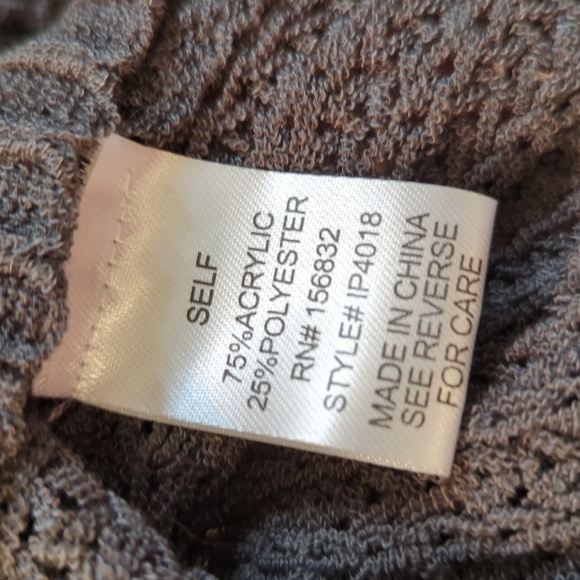 SELF
75%ACRYLIC
25%POLYESTER
RN# 156832
STYLE# IP4018
MADE IN CHINA
SEE REVERSE
FOR CARE